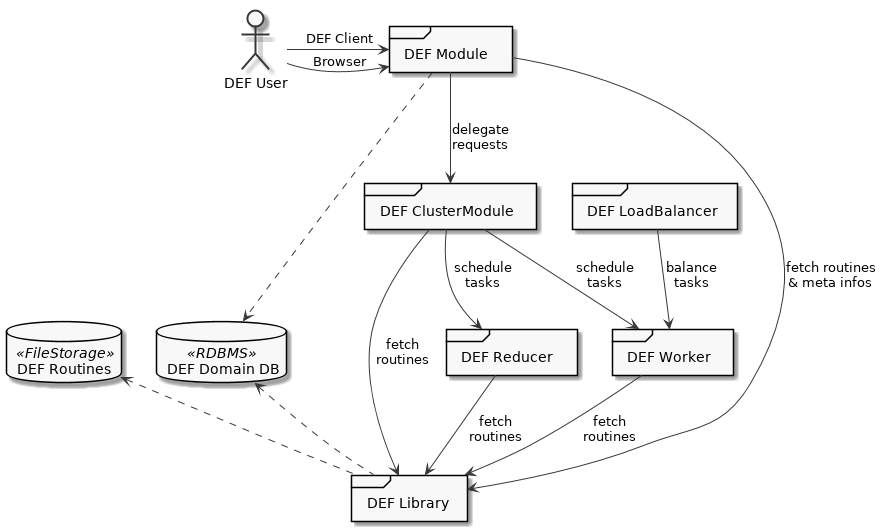 DEF Client
DEF Module
Browser
DEF User
delegate
requests
DEF ClusterModule
DEF LoadBalancer
schedule
tasks
schedule
tasks
balance
tasks
fetch routines
& meta infos
«FileStorage»
DEF Routines
«RDBMS»
DEF Domain DB
fetch
routines
DEF Reducer
DEF Worker
fetch
routines
fetch
routines
DEF Library